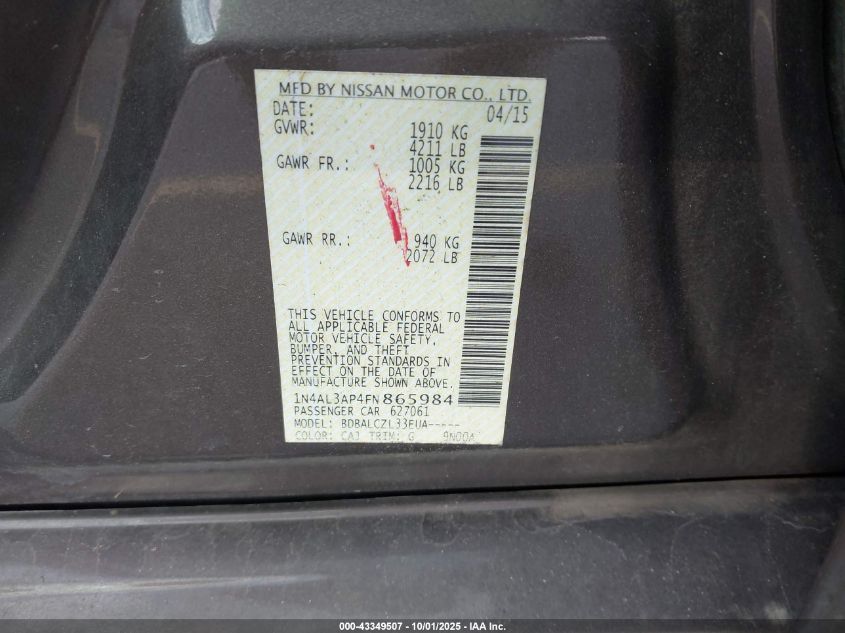 MFD BY NISSAN MOTOR CO., LTD.
DATE: 04/15
GVWR: 1910 KG
4211 LB
GAWR FR.: 1005 KG
2216 LB
GAWR RR.: 940 KG
2072 LB
THIS VEHICLE CONFORMS TO
ALL APPLICABLE FEDERAL
MOTOR VEHICLE SAFETY,
BUMPER, AND THEFT
PREVENTION STANDARDS IN
EFFECT ON THE DATE OF
MANUFACTURE SHOWN ABOVE.
1N4AL3AP4FN865984
PASSENGER CAR 627061
MODEL: BDBALCZL33EUA-----
COLOR: CAJ TRIM: G 9N00A
000-43349507 - 10/01/2025 - IAA Inc.